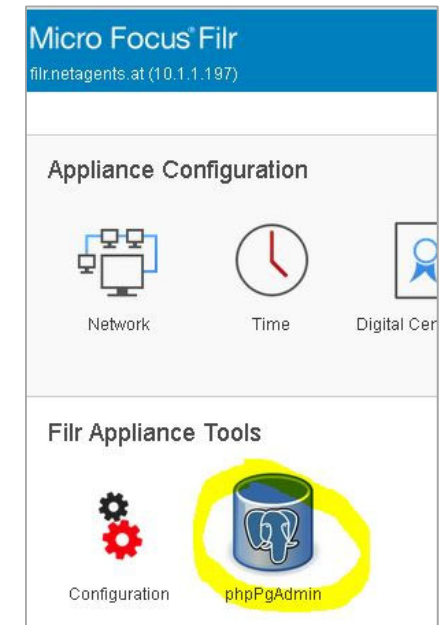 Micro Focus® Filr
filr.netagents.at (10.1.1.197)
Appliance Configuration
Network
Time
Digital Cer
Filr Appliance Tools
Configuration
phpPgAdmin